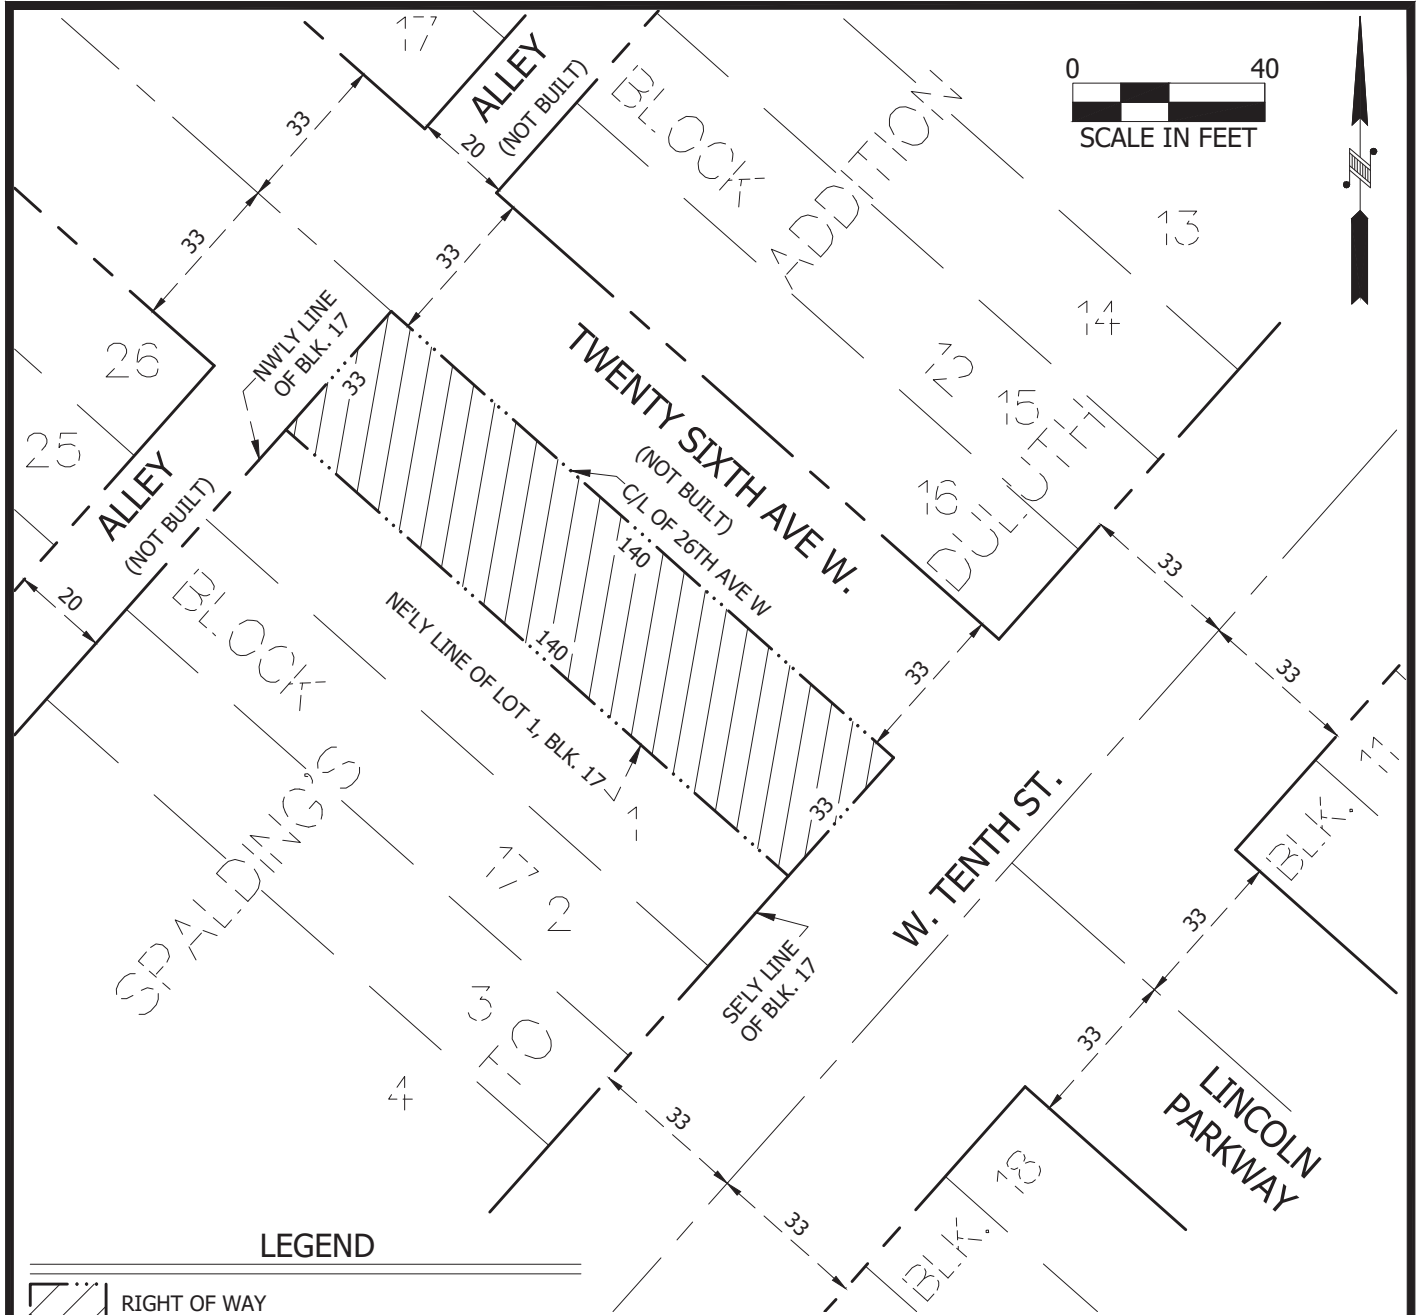 17
ALLEY
(NOT BUILT)
0 40
SCALE IN FEET
BLOCK
ADDITION
33
20
33
33
13
14
12
15
16
DULUTH
NW'LY LINE
OF BLK. 17
33
26
25
ALLEY
(NOT BUILT)
20
TWENTY SIXTH AVE W.
(NOT BUILT)
C/L OF 26TH AVE W
140
140
NE'LY LINE OF LOT 1, BLK. 17
1
33
33
33
33
BLOCK
17
2
3
4
SPALDING'S
TO
SE'LY LINE
OF BLK. 17
W. TENTH ST.
BLK. 11
33
33
LINCOLN
PARKWAY
33
33
BLK. 18
LEGEND
RIGHT OF WAY